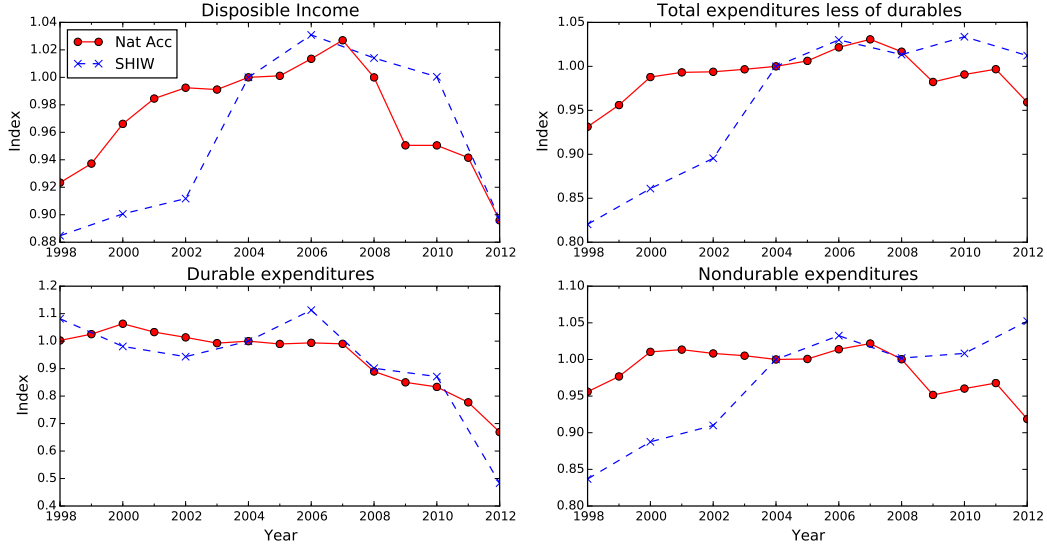 Disposible Income
1.04
1.02
1.00
0.98
0.96
0.94
0.92
0.90
0.88
Index
Nat Acc
SHIW
1998 2000 2002 2004 2006 2008 2010 2012
Total expenditures less of durables
1.05
1.00
0.95
0.90
0.85
0.80
Index
1998 2000 2002 2004 2006 2008 2010 2012
Durable expenditures
1.2
1.1
1.0
0.9
0.8
0.7
0.6
0.5
0.4
Index
1998 2000 2002 2004 2006 2008 2010 2012
Year
Nondurable expenditures
1.10
1.05
1.00
0.95
0.90
0.85
0.80
1998 2000 2002 2004 2006 2008 2010 2012
Year